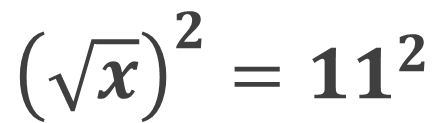 (√x)² = 11²